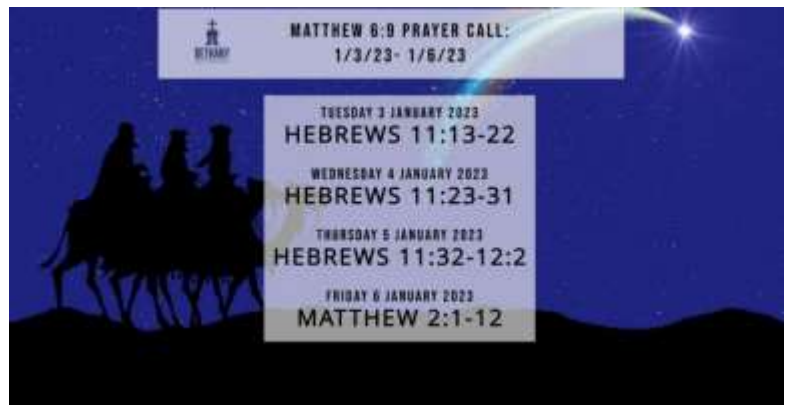 BETHANY
MATTHEW 6:9 PRAYER CALL:
1/3/23- 1/6/23
TUESDAY 3 JANUARY 2023
HEBREWS 11:13-22
WEDNESDAY 4 JANUARY 2023
HEBREWS 11:23-31
THURSDAY 5 JANUARY 2023
HEBREWS 11:32-12:2
FRIDAY 6 JANUARY 2023
MATTHEW 2:1-12